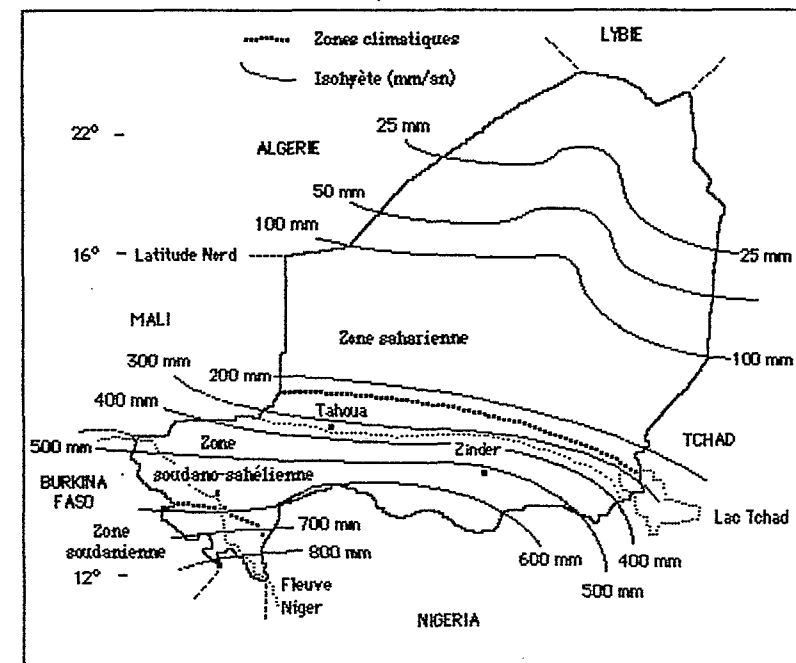 Zones climatiques
Isohyète (mm/an)
LYBIE
22°
ALGERIE
25 mm
50 mm
100 mm
16°
Latitude Nord
25 mm
MALI
Zone saharienne
300 mm
200 mm
100 mm
400 mm
Tahoua
500 mm
Zone
Zinder
TCHAD
soudano-sahélienne
BURKINA
FASO
Lac Tchad
Zone
soudanienne
700 mm
800 mm
600 mm
400 mm
12°
500 mm
Fleuve
Niger
NIGERIA